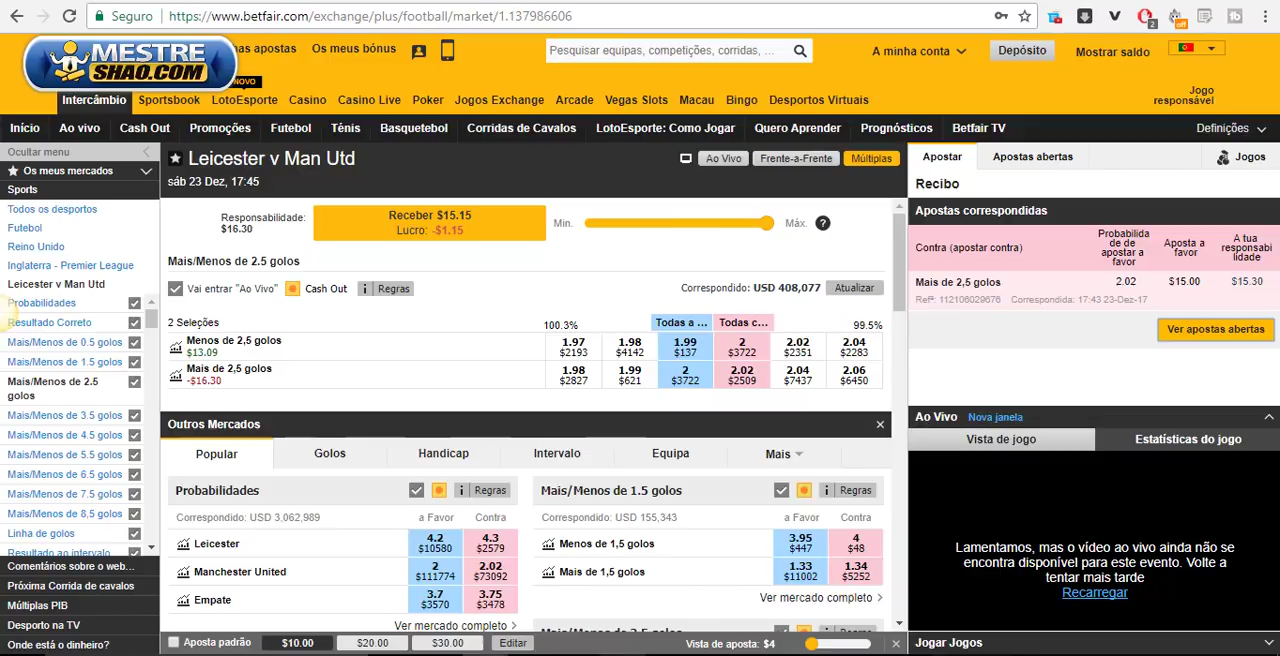 Seguro
https://www.betfair.com/exchange/plus/football/market/1.137986606
MESTRE
SHAO.COM
as apostas
Os meus bónus
Pesquisar equipas, competições, corridas, ...
A minha conta
Depósito
Mostrar saldo
NOVO
Intercâmbio
Sportsbook
LotoEsporte
Casino
Casino Live
Poker
Jogos Exchange
Arcade
Vegas Slots
Macau
Bingo
Desportos Virtuais
Jogo
responsável
Início
Ao vivo
Cash Out
Promoções
Futebol
Ténis
Basquetebol
Corridas de Cavalos
LotoEsporte: Como Jogar
Quero Aprender
Prognósticos
Betfair TV
Definições
Ocultar menu
Os meus mercados
Sports
Todos os desportos
Futebol
Reino Unido
Inglaterra - Premier League
Leicester v Man Utd
Probabilidades
Resultado Correto
Mais/Menos de 0.5 golos
Mais/Menos de 1.5 golos
Mais/Menos de 2.5
golos
Mais/Menos de 3.5 golos
Mais/Menos de 4.5 golos
Mais/Menos de 5.5 golos
Mais/Menos de 6.5 golos
Mais/Menos de 7.5 golos
Mais/Menos de 8,5 golos
Linha de golos
Resultado ao intervalo
Comentários sobre o web...
Próxima Corrida de cavalos
Múltiplas PIB
Desporto na TV
Onde está o dinheiro?
Leicester v Man Utd
Ao Vivo
Frente-a-Frente
Múltiplas
sáb 23 Dez, 17:45
Responsabilidade:
$16.30
Receber $15.15
Lucro: -$1.15
Min.
Máx.
?
Mais/Menos de 2.5 golos
Vai entrar "Ao Vivo"
Cash Out
i Regras
Correspondido: USD 408,077
Atualizar
2 Seleções
100.3%
Todas a ...
Todas c...
99.5%
Menos de 2,5 golos
$13.09
1.97 1.98 1.99 2 2.02 2.04
$2193 $4142 $137 $3722 $2351 $2283
Mais de 2,5 golos
-$16.30
1.98 1.99 2 2.02 2.04 2.06
$2827 $621 $3722 $2509 $7437 $6450
Outros Mercados
Popular
Golos
Handicap
Intervalo
Equipa
Mais
Probabilidades
i Regras
Correspondido: USD 3,062,989
a Favor
Contra
Leicester
4.2 4.3
$10580 $2579
Manchester United
2 2.02
$111774 $73092
Empate
3.7 3.75
$3570 $3478
Ver mercado completo
Mais/Menos de 1.5 golos
i Regras
Correspondido: USD 155,343
a Favor
Contra
Menos de 1,5 golos
3.95 4
$447 $48
Mais de 1,5 golos
1.33 1.34
$11002 $5252
Ver mercado completo
Aposta padrão
$10.00
$20.00
$30.00
Editar
Vista de aposta: $4
Apostar
Apostas abertas
Jogos
Recibo
Apostas correspondidas
Contra (apostar contra)
Probabilida
de de
apostar a
favor
Aposta a
favor
A tua
responsabi
lidade
Mais de 2,5 golos
2.02
$15.00
$15.30
Refª: 112106029676
Correspondida: 17:43 23-Dez-17
Ver apostas abertas
Ao Vivo
Nova janela
Vista de jogo
Estatísticas do jogo
Lamentamos, mas o vídeo ao vivo ainda não se
encontra disponível para este evento. Volte a
tentar mais tarde
Recarregar
Jogar Jogos